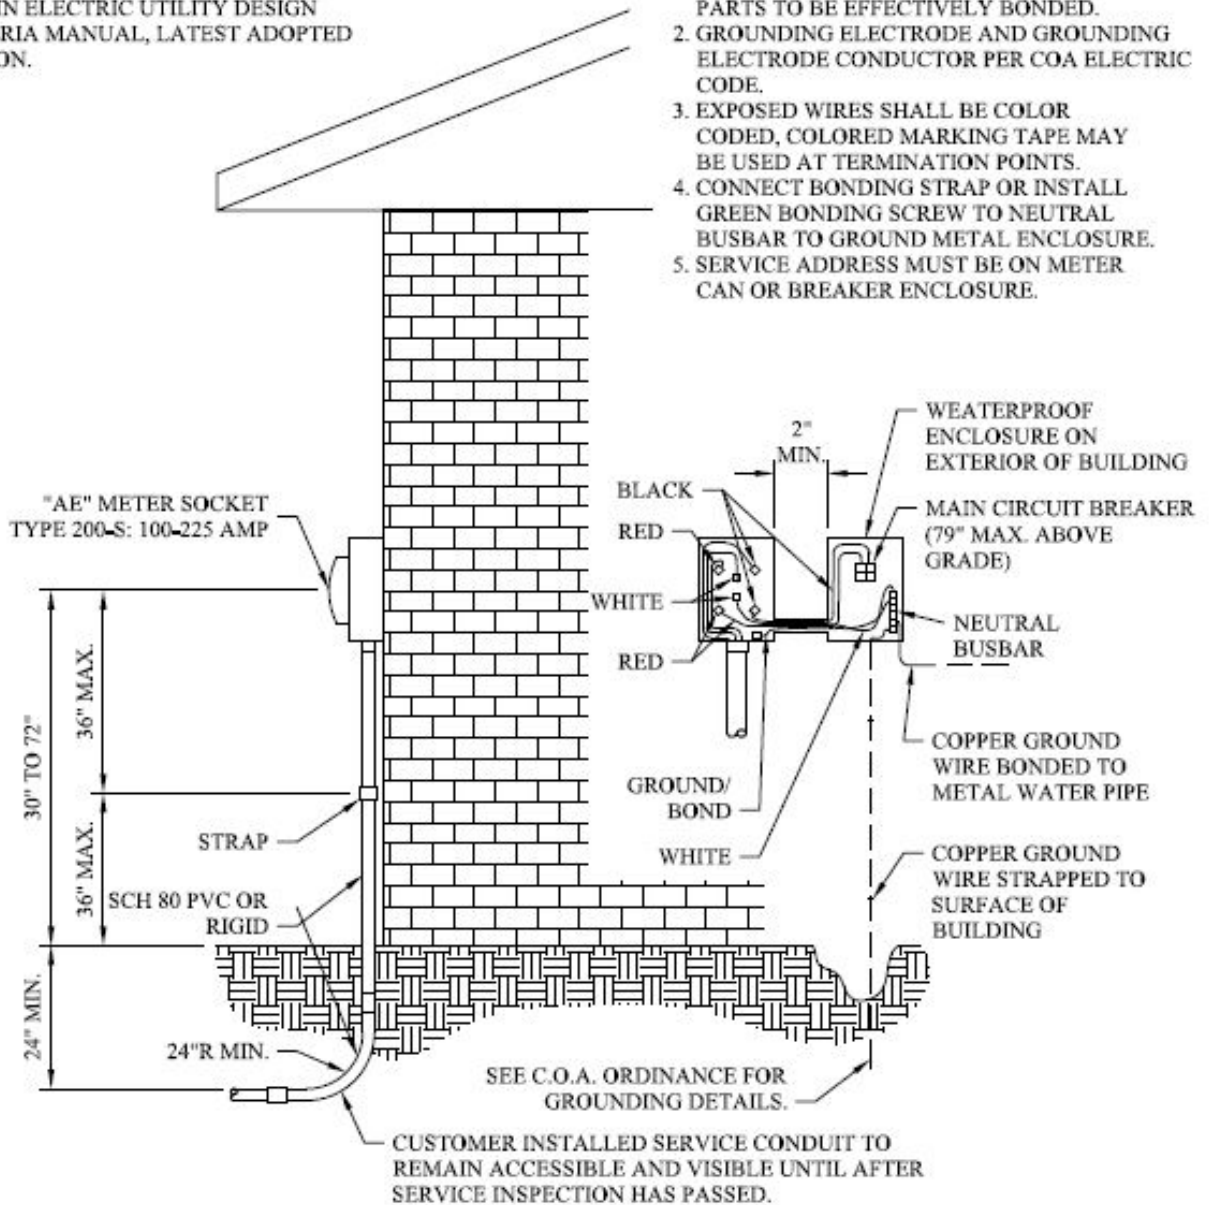 IN ELECTRIC UTILITY DESIGN
RIA MANUAL, LATEST ADOPTED
ON.
PARTS TO BE EFFECTIVELY BONDED.
2. GROUNDING ELECTRODE AND GROUNDING
ELECTRODE CONDUCTOR PER COA ELECTRIC
CODE.
3. EXPOSED WIRES SHALL BE COLOR
CODED, COLORED MARKING TAPE MAY
BE USED AT TERMINATION POINTS.
4. CONNECT BONDING STRAP OR INSTALL
GREEN BONDING SCREW TO NEUTRAL
BUSBAR TO GROUND METAL ENCLOSURE.
5. SERVICE ADDRESS MUST BE ON METER
CAN OR BREAKER ENCLOSURE.
"AE" METER SOCKET
TYPE 200-S: 100-225 AMP
30" TO 72"
36" MAX.
36" MAX.
24" MIN.
STRAP
SCH 80 PVC OR
RIGID
24"R MIN.
CUSTOMER INSTALLED SERVICE CONDUIT TO
REMAIN ACCESSIBLE AND VISIBLE UNTIL AFTER
SERVICE INSPECTION HAS PASSED.
2"
MIN.
BLACK
RED
WHITE
RED
GROUND/
BOND
WHITE
WEATERPROOF
ENCLOSURE ON
EXTERIOR OF BUILDING
MAIN CIRCUIT BREAKER
(79" MAX. ABOVE
GRADE)
NEUTRAL
BUSBAR
COPPER GROUND
WIRE BONDED TO
METAL WATER PIPE
COPPER GROUND
WIRE STRAPPED TO
SURFACE OF
BUILDING
SEE C.O.A. ORDINANCE FOR
GROUNDING DETAILS.